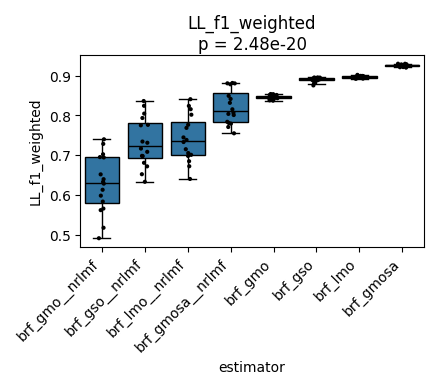 LL_f1_weighted
p = 2.48e-20
LL_f1_weighted
0.9
0.8
0.7
0.6
0.5
brf_gmo__nrlmf
brf_gso__nrlmf
brf_lmo__nrlmf
brf_gmosa__nrlmf
brf_gmo
brf_gso
brf_lmo
brf_gmosa
estimator